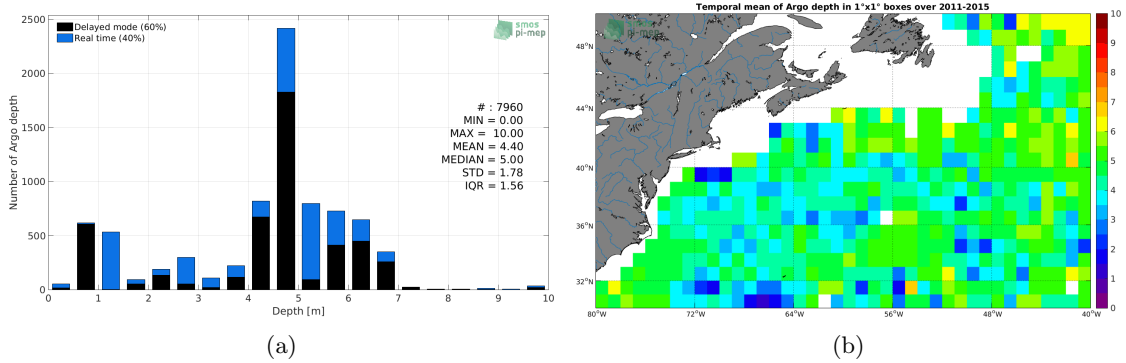 Delayed mode (60%)
Real time (40%)
smos
pi-mep
# : 7960
MIN = 0.00
MAX = 10.00
MEAN = 4.40
MEDIAN = 5.00
STD = 1.78
IQR = 1.56
Number of Argo depth
2500
2000
1500
1000
500
0
0 1 2 3 4 5 6 7 8 9 10
Depth [m]
(a)
Temporal mean of Argo depth in 1°x1° boxes over 2011-2015
smos
pi-mep
48°N
44°N
40°N
36°N
32°N
80°W 72°W 64°W 56°W 48°W 40°W
10
9
8
7
6
5
4
3
2
1
0
(b)